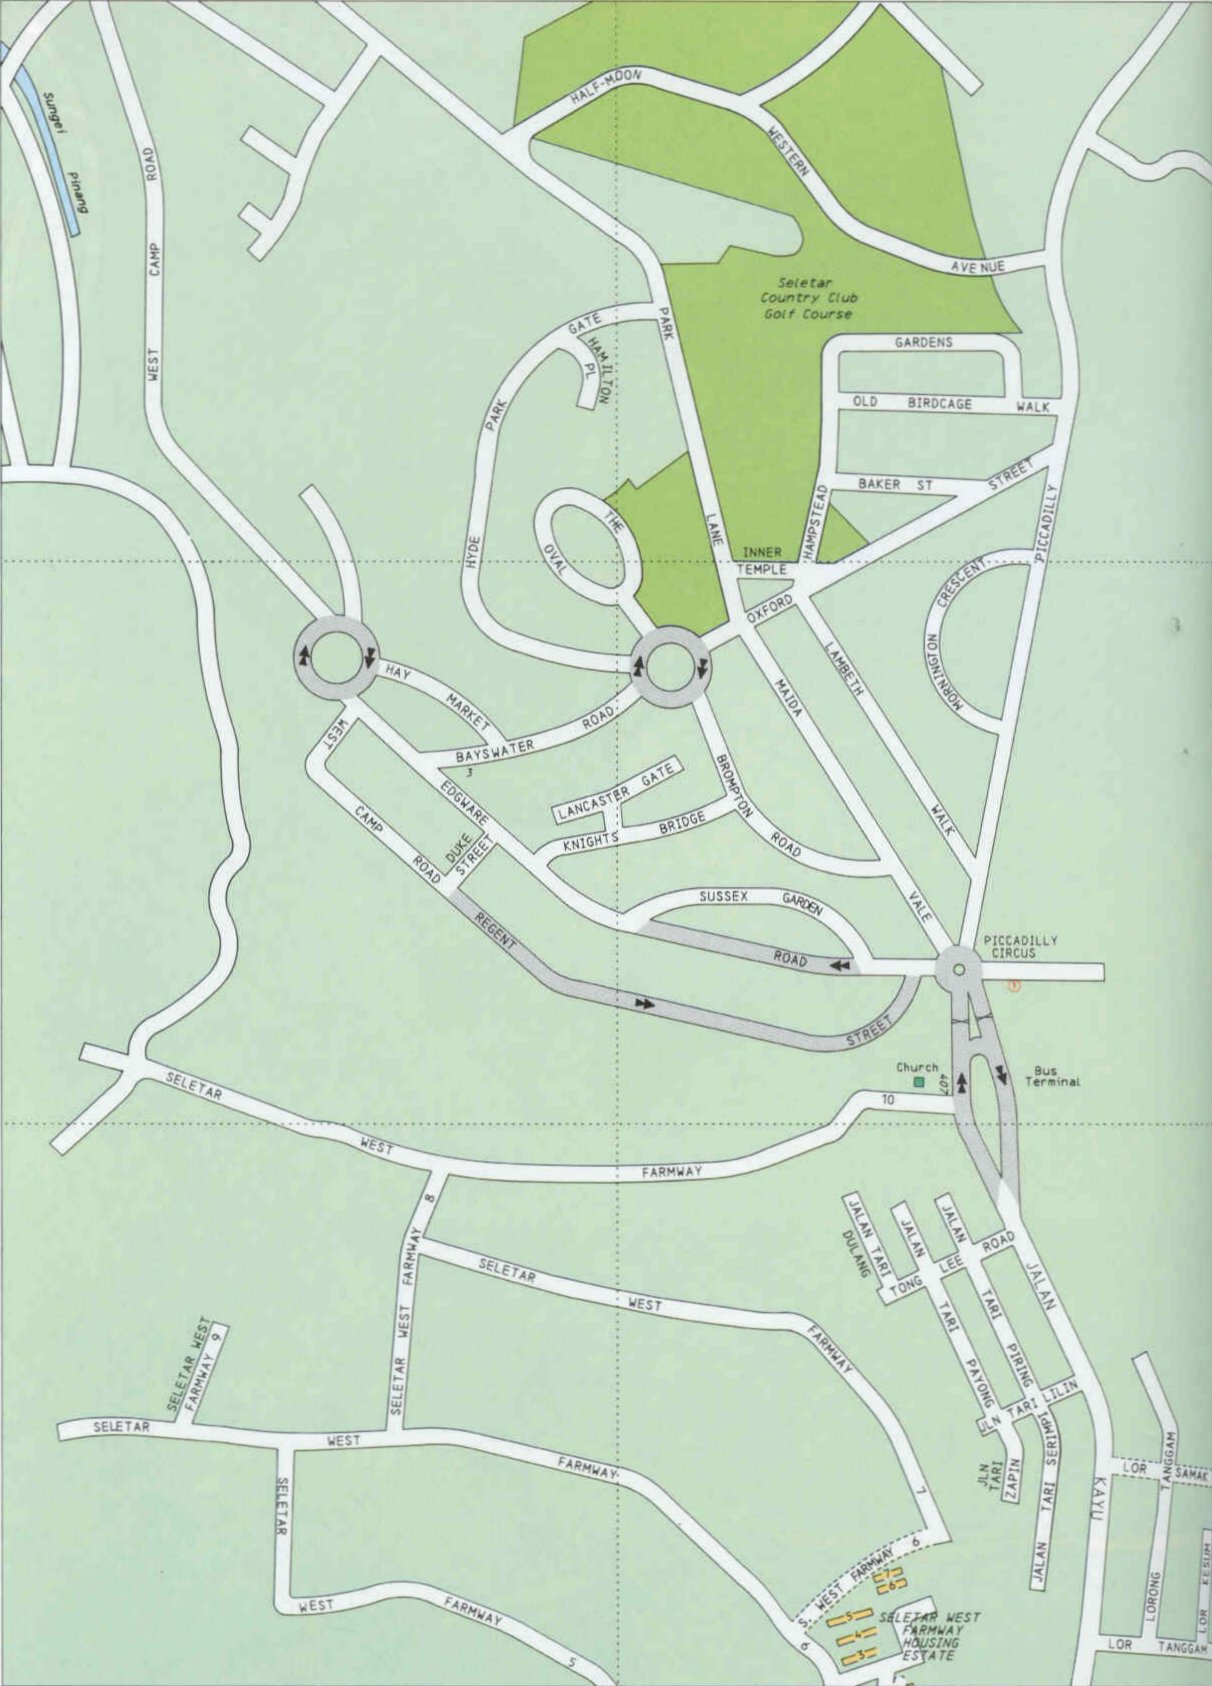 Sungei
pinang
WEST CAMP ROAD
HALF-MOON
WESTERN
AVENUE
Seletar
Country Club
Golf Course
PARK
LANE
HYDE PARK GATE
HAMILTON
PL
GARDENS
OLD BIRDCAGE WALK
BAKER ST
STREET
HAMPSTEAD
PICCADILLY
THE
OVAL
INNER
TEMPLE
OXFORD
MORNINGTON CRESCENT
LAMBETH
WALK
MAIDA
VALE
HAY
MARKET
BAYSWATER ROAD
3
WEST
CAMP
ROAD
EDGWARE
DUKE
STREET
LANCASTER GATE
KNIGHTS BRIDGE
BROMPTON
ROAD
SUSSEX GARDEN
ROAD
REGENT
STREET
PICCADILLY
CIRCUS
Church
407
Bus
Terminal
SELETAR
WEST
FARMWAY
10
8
SELETAR WEST FARMWAY
SELETAR
WEST
FARMWAY
7
JALAN TARI
DULANG
JALAN
TARI
PAYONG
JALAN
TARI
PIRING
TONG LEE ROAD
JALAN
KAYU
JLN TARI LILIN
JLN
TARI
ZAPIN
JALAN TARI SERIMPI
SELETAR WEST
FARMWAY 9
SELETAR
WEST
FARMWAY
6
SELETAR
WEST
FARMWAY
5
S. WEST FARMWAY 6
7
6
5
4
3
SELETAR WEST
FARMWAY
HOUSING
ESTATE
LOR SAMAK
LORONG TANGGAM
LOR KESUM
LOR TANGGAM